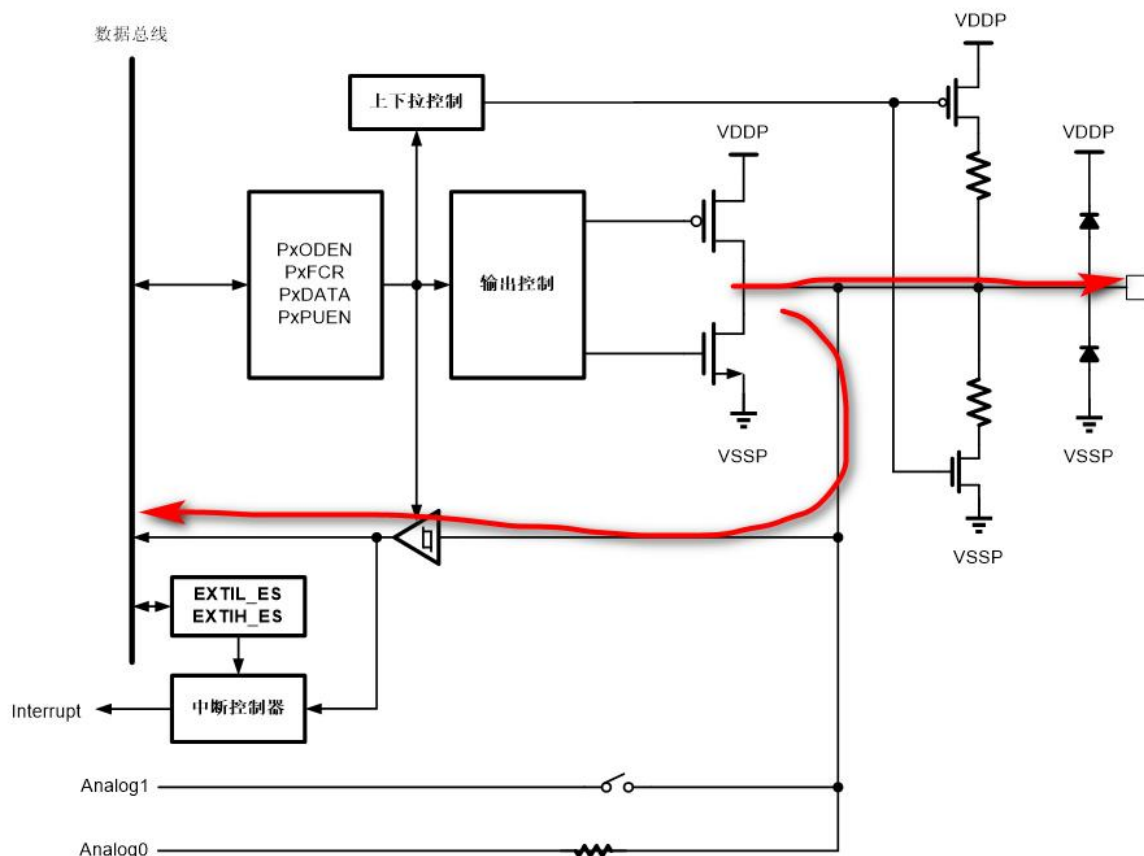 数据总线
VDDP
上下拉控制
VDDP
VDDP
PxODEN
PxFCR
PxDATA
PxPUEN
输出控制
VSSP
VSSP
VSSP
EXTIL_ES
EXTIH_ES
Interrupt
中断控制器
Analog1
Analog0